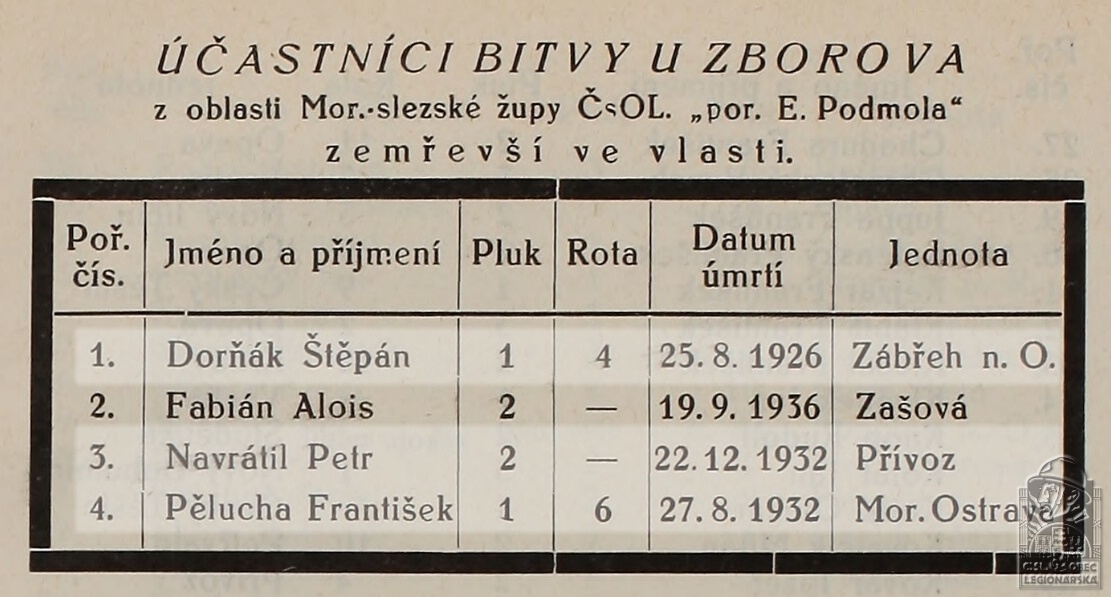 ÚČASTNÍCI BITVY U ZBOROVA
z oblasti Mor.-slezské župy ČsOL. „por. E. Podmola“
zemřevší ve vlasti.
Poř. čís. Jméno a příjmení Pluk Rota Datum úmrtí Jednota
1. Dorňák Štěpán 1 4 25. 8. 1926 Zábřeh n. O.
2. Fabián Alois 2 — 19. 9. 1936 Zašová
3. Navrátil Petr 2 — 22. 12. 1932 Přívoz
4. Pělucha František 1 6 27. 8. 1932 Mor. Ostrava
ČSL. OBEC
LEGIONÁŘSKÁ